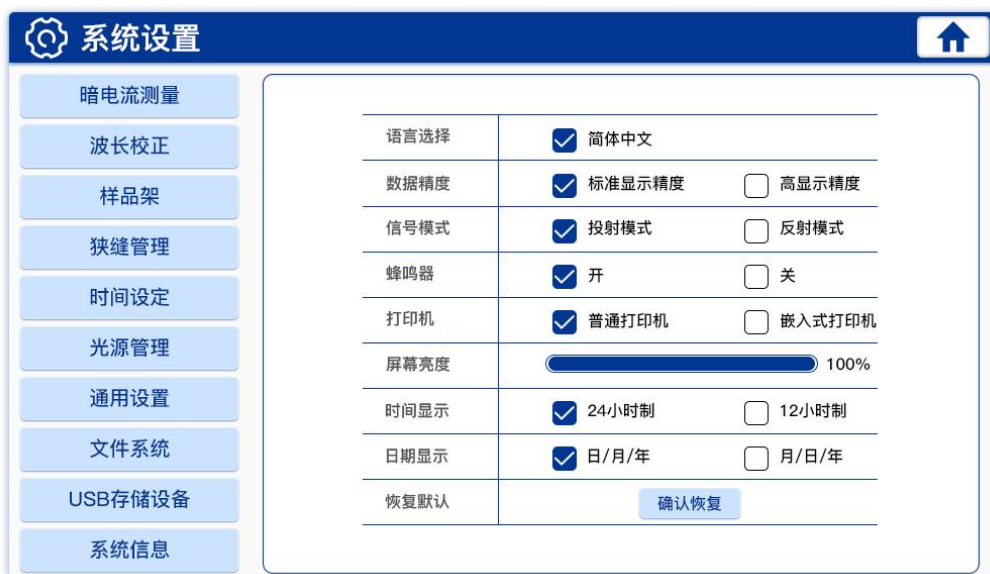 系统设置
暗电流测量
波长校正
样品架
狭缝管理
时间设定
光源管理
通用设置
文件系统
USB存储设备
系统信息
语言选择 简体中文
数据精度 标准显示精度 高显示精度
信号模式 投射模式 反射模式
蜂鸣器 开 关
打印机 普通打印机 嵌入式打印机
屏幕亮度 100%
时间显示 24小时制 12小时制
日期显示 日/月/年 月/日/年
恢复默认 确认恢复